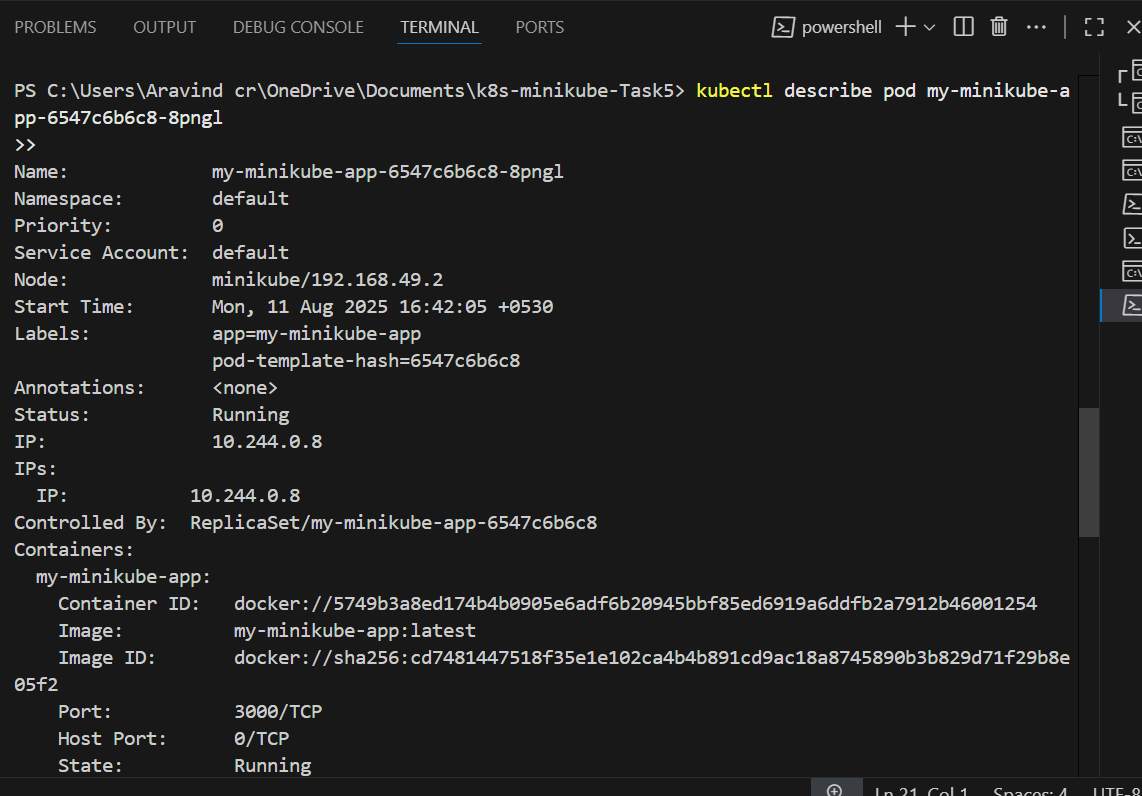 PROBLEMS OUTPUT DEBUG CONSOLE TERMINAL PORTS powershell
PS C:\Users\Aravind cr\OneDrive\Documents\k8s-minikube-Task5> kubectl describe pod my-minikube-a
pp-6547c6b6c8-8pngl
>>
Name: my-minikube-app-6547c6b6c8-8pngl
Namespace: default
Priority: 0
Service Account: default
Node: minikube/192.168.49.2
Start Time: Mon, 11 Aug 2025 16:42:05 +0530
Labels: app=my-minikube-app
pod-template-hash=6547c6b6c8
Annotations: <none>
Status: Running
IP: 10.244.0.8
IPs:
IP: 10.244.0.8
Controlled By: ReplicaSet/my-minikube-app-6547c6b6c8
Containers:
my-minikube-app:
Container ID: docker://5749b3a8ed174b4b0905e6adf6b20945bbf85ed6919a6ddfb2a7912b46001254
Image: my-minikube-app:latest
Image ID: docker://sha256:cd7481447518f35e1e102ca4b4b891cd9ac18a8745890b3b829d71f29b8e
05f2
Port: 3000/TCP
Host Port: 0/TCP
State: Running
Ln 21, Col 1 Spaces: 4 UTF-8